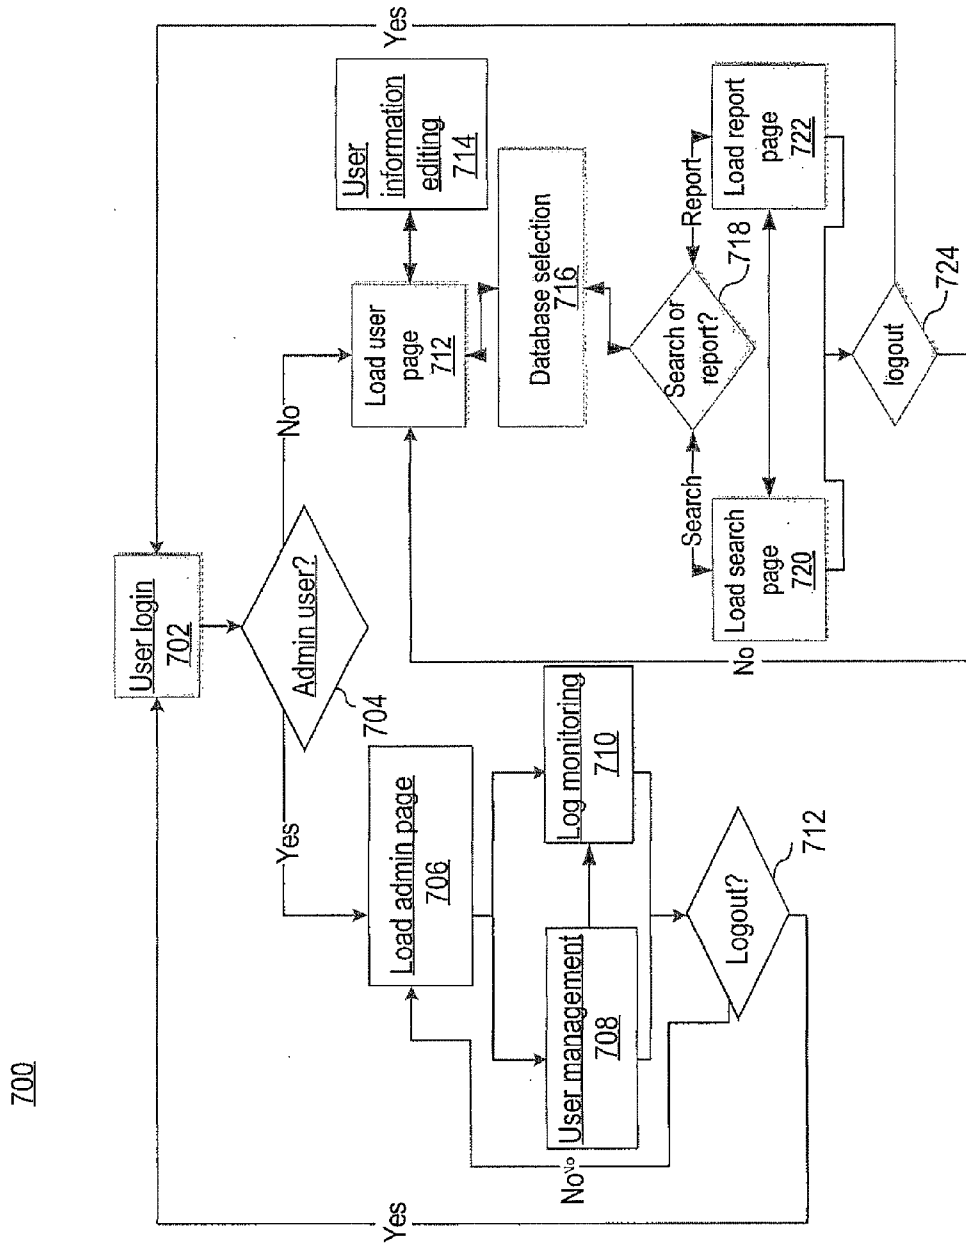 700
User login
702
Admin user?
704
Yes
No
Load admin page
706
Load user
page
712
User
information
editing
714
User management
708
Log monitoring
710
Database selection
716
Logout?
712
Search or
report?
718
Search
Report
Load search
page
720
Load report
page
722
logout
724
Yes
No
No
No
Yes